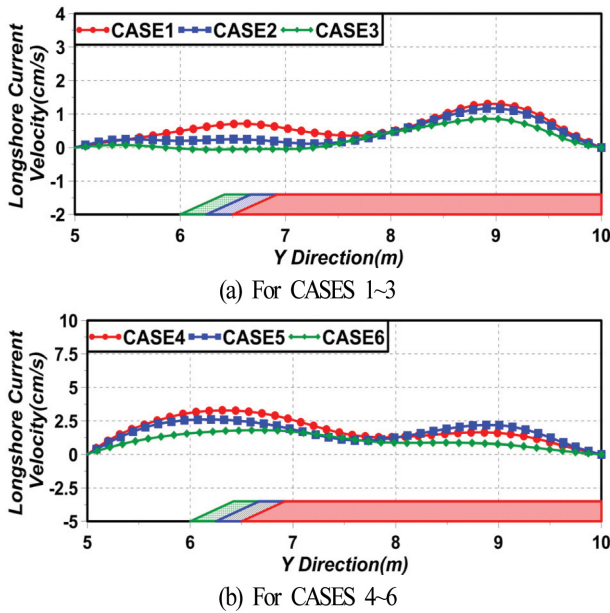 Longshore Current
Velocity(cm/s)
CASE1 CASE2 CASE3
4
3
2
1
0
-1
-2
5 6 7 8 9 10
Y Direction(m)
(a) For CASES 1~3
Longshore Current
Velocity(cm/s)
CASE4 CASE5 CASE6
10
7.5
5
2.5
0
-2.5
-5
5 6 7 8 9 10
Y Direction(m)
(b) For CASES 4~6